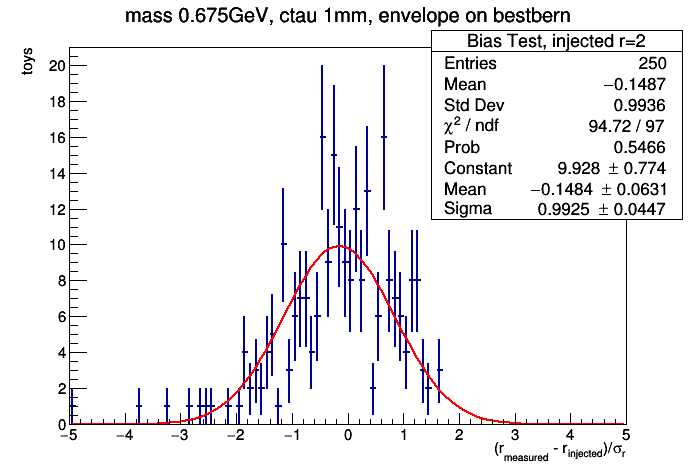 mass 0.675GeV, ctau 1mm, envelope on bestbern
toys
Bias Test, injected r=2
Entries 250
Mean −0.1487
Std Dev 0.9936
χ² / ndf 94.72 / 97
Prob 0.5466
Constant 9.928 ± 0.774
Mean −0.1484 ± 0.0631
Sigma 0.9925 ± 0.0447
20
18
16
14
12
10
8
6
4
2
0
−5 −4 −3 −2 −1 0 1 2 3 4 5
(r_measured - r_injected)/σ_r